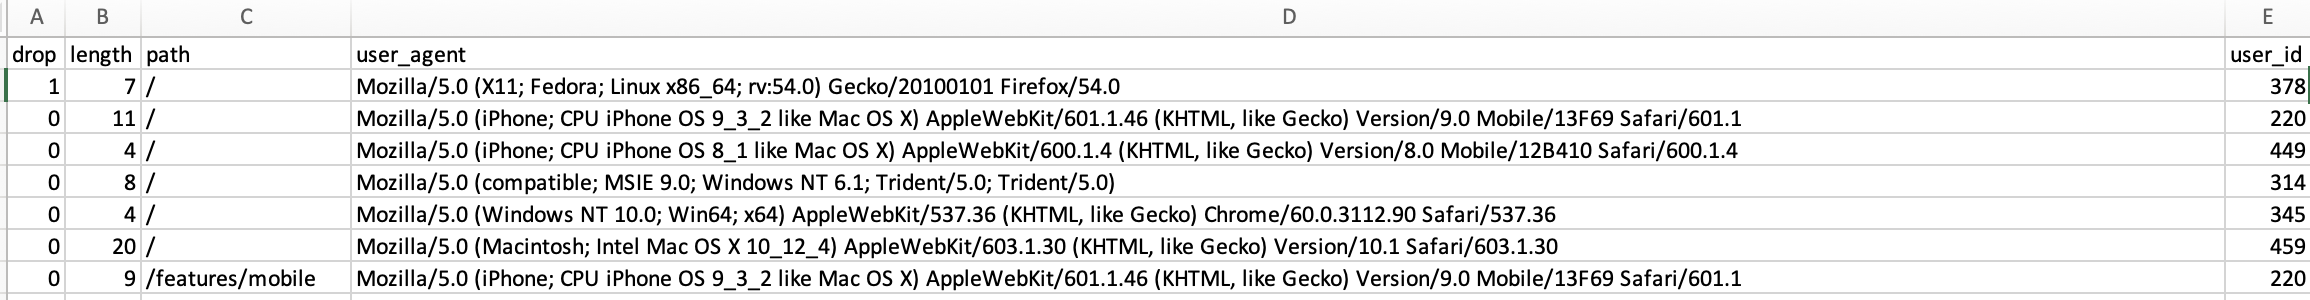 A B C D E
drop length path user_agent user_id
1 7 / Mozilla/5.0 (X11; Fedora; Linux x86_64; rv:54.0) Gecko/20100101 Firefox/54.0 378
0 11 / Mozilla/5.0 (iPhone; CPU iPhone OS 9_3_2 like Mac OS X) AppleWebKit/601.1.46 (KHTML, like Gecko) Version/9.0 Mobile/13F69 Safari/601.1 220
0 4 / Mozilla/5.0 (iPhone; CPU iPhone OS 8_1 like Mac OS X) AppleWebKit/600.1.4 (KHTML, like Gecko) Version/8.0 Mobile/12B410 Safari/600.1.4 449
0 8 / Mozilla/5.0 (compatible; MSIE 9.0; Windows NT 6.1; Trident/5.0; Trident/5.0) 314
0 4 / Mozilla/5.0 (Windows NT 10.0; Win64; x64) AppleWebKit/537.36 (KHTML, like Gecko) Chrome/60.0.3112.90 Safari/537.36 345
0 20 / Mozilla/5.0 (Macintosh; Intel Mac OS X 10_12_4) AppleWebKit/603.1.30 (KHTML, like Gecko) Version/10.1 Safari/603.1.30 459
0 9 /features/mobile Mozilla/5.0 (iPhone; CPU iPhone OS 9_3_2 like Mac OS X) AppleWebKit/601.1.46 (KHTML, like Gecko) Version/9.0 Mobile/13F69 Safari/601.1 220